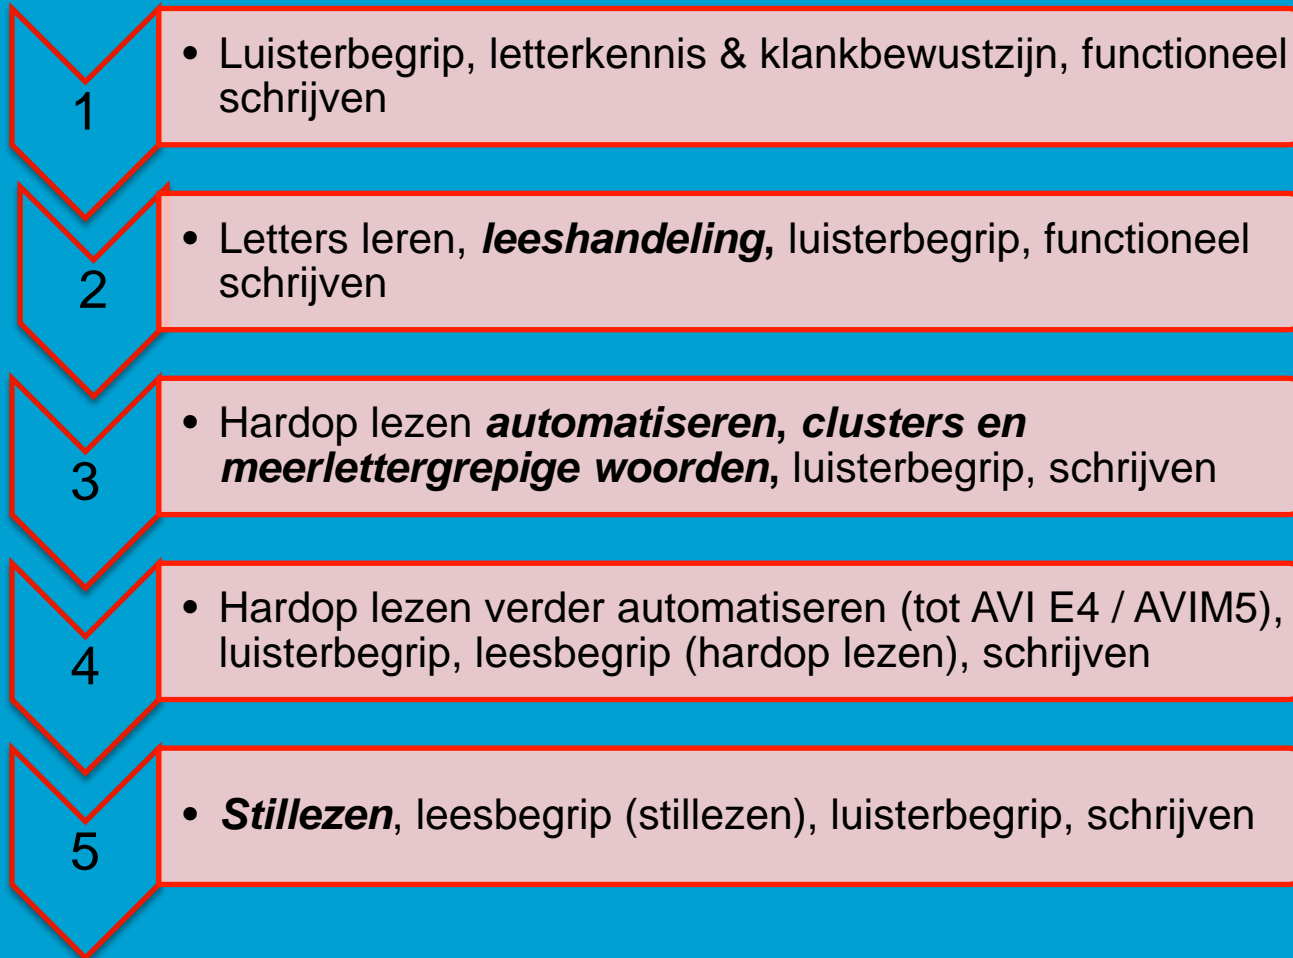 1
• Luisterbegrip, letterkennis & klankbewustzijn, functioneel
schrijven
2
• Letters leren, leeshandeling, luisterbegrip, functioneel
schrijven
3
• Hardop lezen automatiseren, clusters en
meerlettergrepige woorden, luisterbegrip, schrijven
4
• Hardop lezen verder automatiseren (tot AVI E4 / AVIM5),
luisterbegrip, leesbegrip (hardop lezen), schrijven
5
• Stillezen, leesbegrip (stillezen), luisterbegrip, schrijven